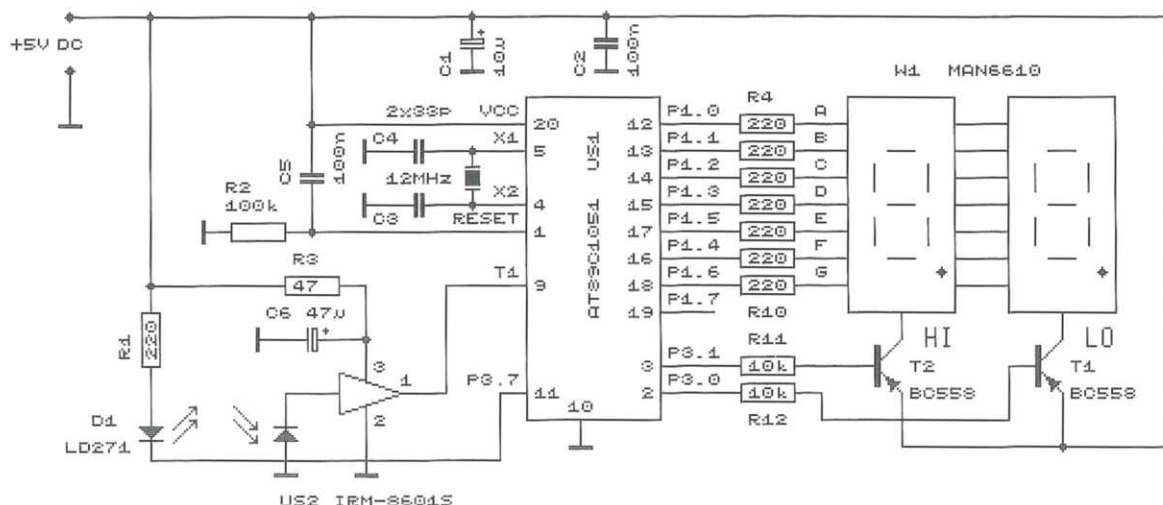 +5V DC
C1
10u
C2
100n
W1 MAN6610
2x33p
VCC
20
C4
X1
5
C5
100n
12MHz
X2
4
C3
RESET
1
R2
100k
R3
47
T1
9
C6 47u
R1
220
3
1
2
P3.7
11
10
D1
LD271
US2 IRM-8601S
US1
AT89C1051
P1.0
12
R4
220
A
P1.1
13
220
B
P1.2
14
220
C
P1.3
15
220
D
P1.5
17
220
E
P1.4
16
220
F
P1.6
18
220
G
P1.7
19
R10
R11
P3.1
3
10k
P3.0
2
10k
R12
HI
T2
BC558
LO
T1
BC558